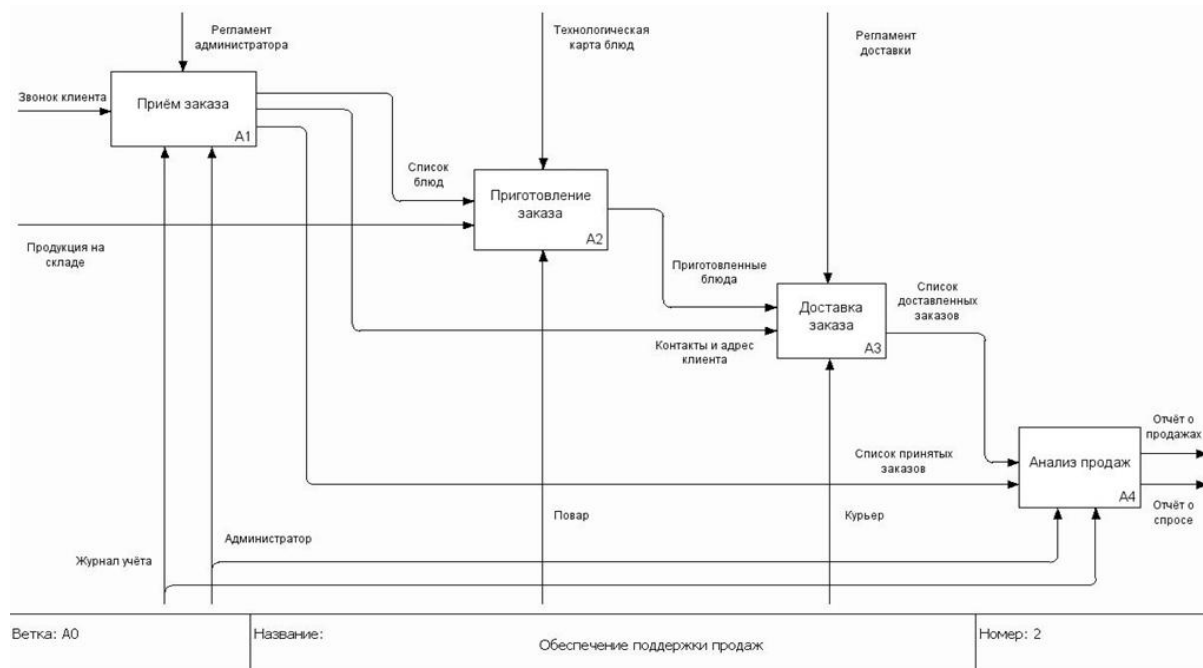 Регламент
администратора
Технологическая
карта блюд
Регламент
доставки
Звонок клиента
Приём заказа
A1
Список
блюд
Приготовление
заказа
A2
Продукция на
складе
Приготовленные
блюда
Список
доставленных
заказов
Доставка
заказа
A3
Контакты и адрес
клиента
Отчёт о
продажах
Анализ продаж
A4
Список принятых
заказов
Отчёт о
спросе
Повар
Курьер
Администратор
Журнал учёта
Ветка: A0
Название:
Обеспечение поддержки продаж
Номер: 2